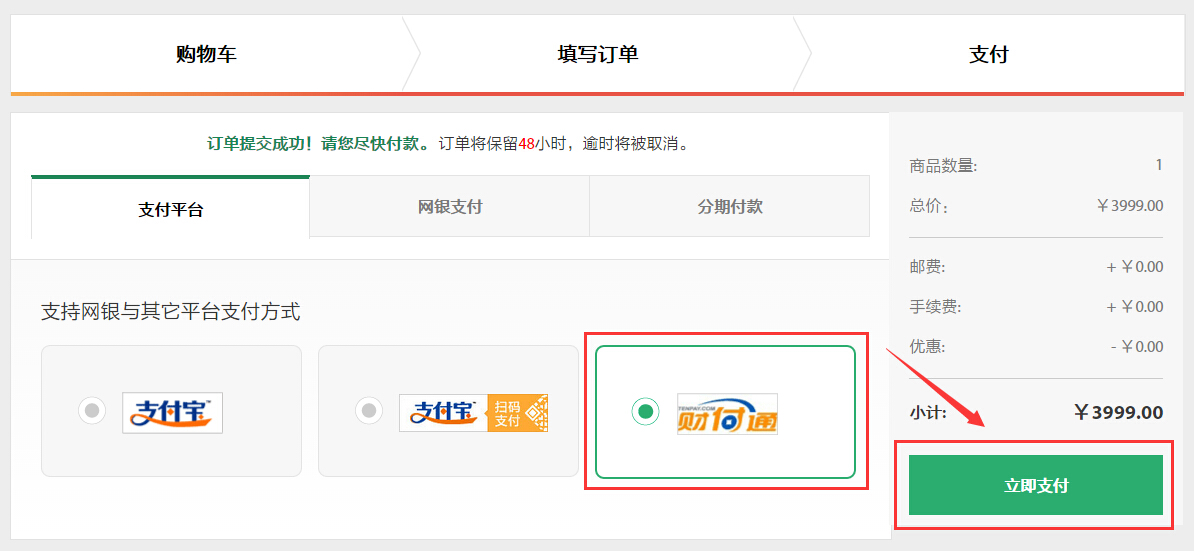 购物车
填写订单
支付
订单提交成功！请您尽快付款。订单将保留48小时，逾时将被取消。
支付平台
网银支付
分期付款
支持网银与其它平台支付方式
支付宝
支付宝 扫码
支付
TENPAY.COM
财付通
商品数量: 1
总价: ￥3999.00
邮费: + ￥0.00
手续费: + ￥0.00
优惠: - ￥0.00
小计: ￥3999.00
立即支付